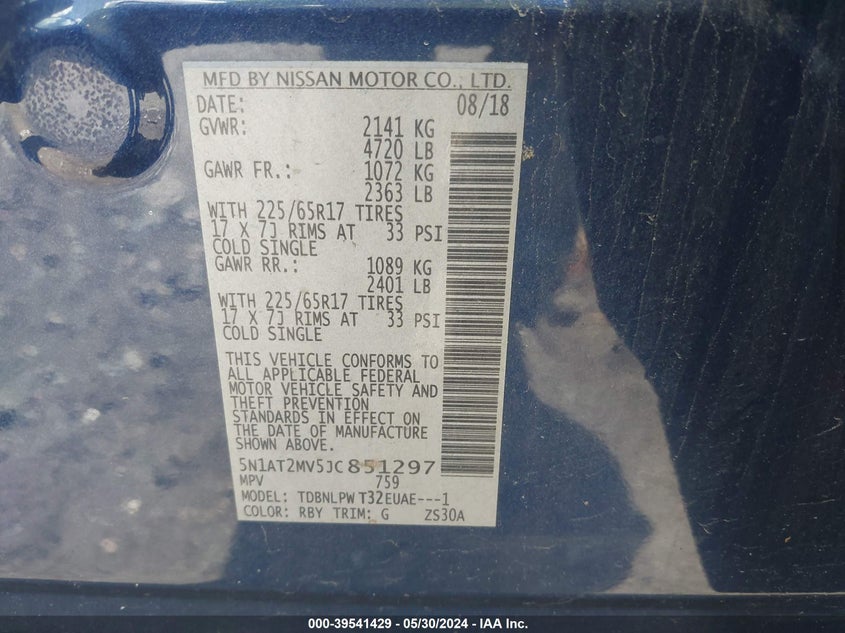 MFD BY NISSAN MOTOR CO., LTD.
DATE: 08/18
GVWR: 2141 KG
4720 LB
GAWR FR.: 1072 KG
2363 LB
WITH 225/65R17 TIRES
17 X 7J RIMS AT 33 PSI
COLD SINGLE
GAWR RR.: 1089 KG
2401 LB
WITH 225/65R17 TIRES
17 X 7J RIMS AT 33 PSI
COLD SINGLE
THIS VEHICLE CONFORMS TO
ALL APPLICABLE FEDERAL
MOTOR VEHICLE SAFETY AND
THEFT PREVENTION
STANDARDS IN EFFECT ON
THE DATE OF MANUFACTURE
SHOWN ABOVE.
5N1AT2MV5JC851297
MPV 759
MODEL: TDBNLPW T32EUAE---1
COLOR: RBY TRIM: G ZS30A
000-39541429 - 05/30/2024 - IAA Inc.